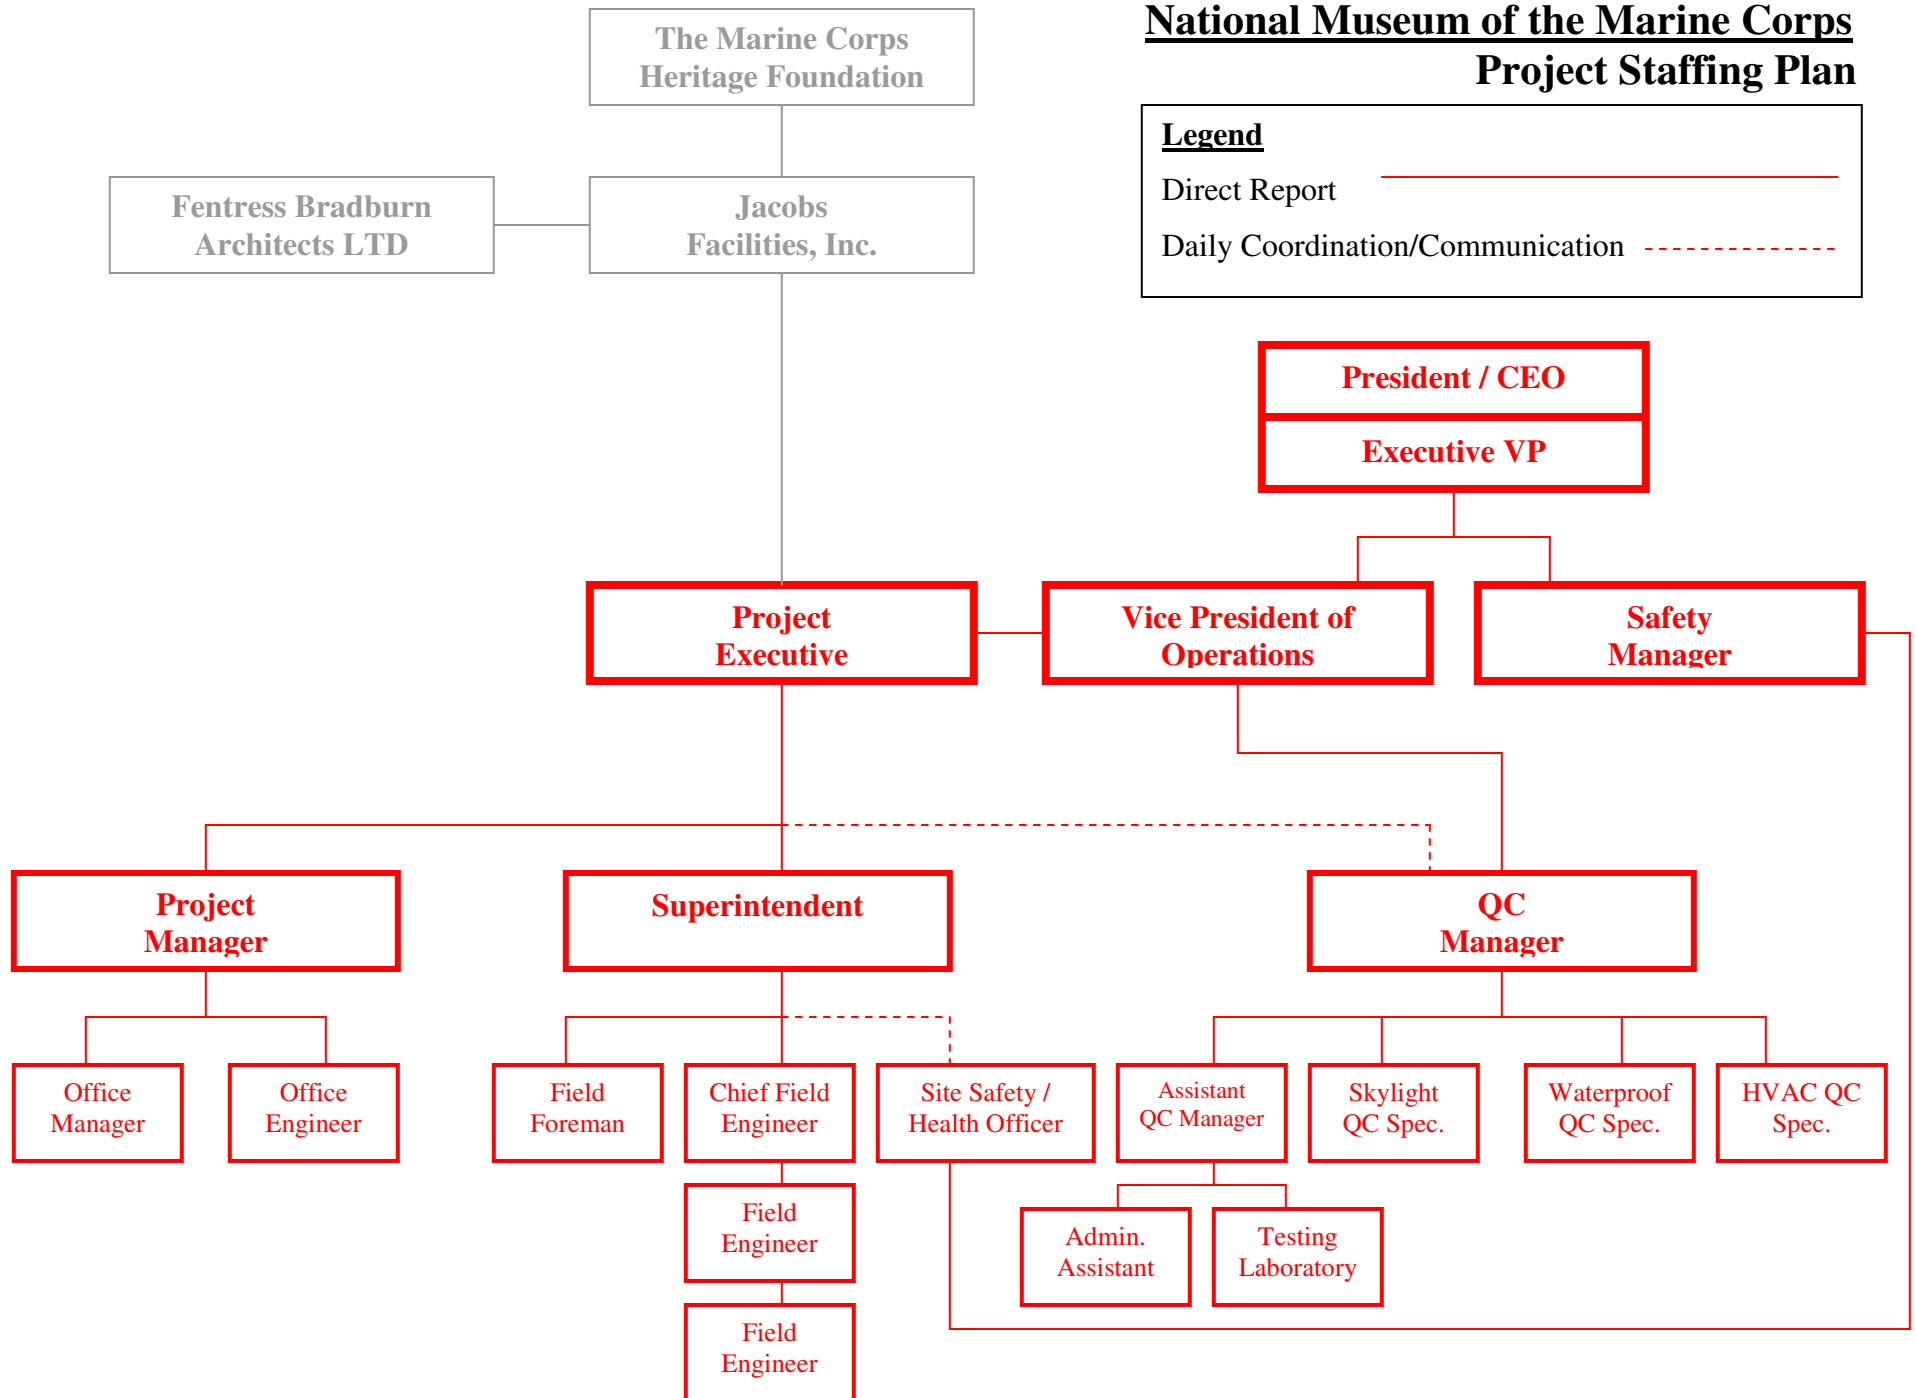 National Museum of the Marine Corps
Project Staffing Plan
The Marine Corps
Heritage Foundation
Legend
Direct Report
Daily Coordination/Communication
Fentress Bradburn
Architects LTD
Jacobs
Facilities, Inc.
President / CEO
Executive VP
Project
Executive
Vice President of
Operations
Safety
Manager
Project
Manager
Superintendent
QC
Manager
Office
Manager
Office
Engineer
Field
Foreman
Chief Field
Engineer
Site Safety /
Health Officer
Assistant
QC Manager
Skylight
QC Spec.
Waterproof
QC Spec.
HVAC QC
Spec.
Field
Engineer
Admin.
Assistant
Testing
Laboratory
Field
Engineer